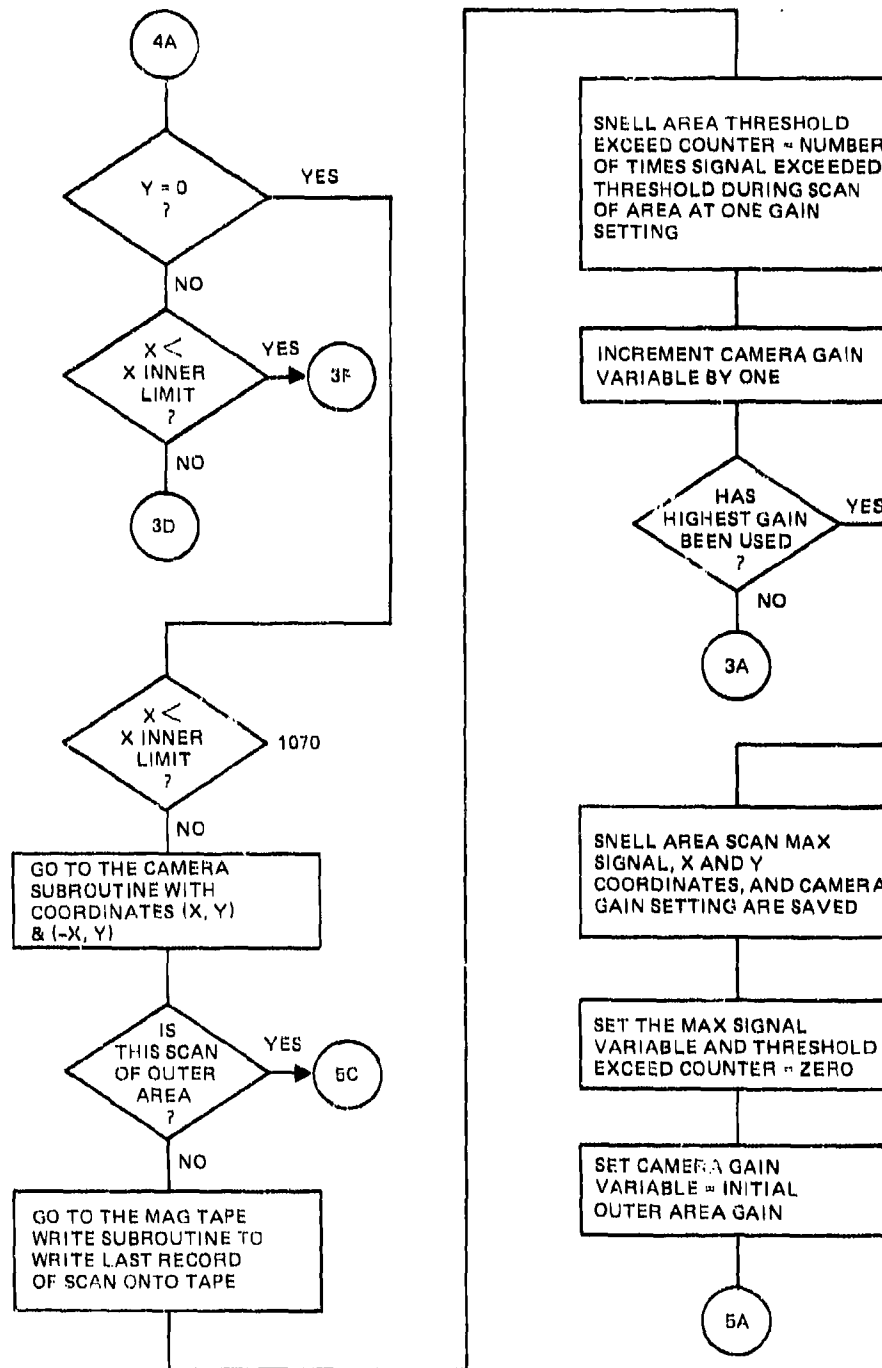 4A
Y = 0
?
YES
NO
X <
X INNER
LIMIT
?
YES
3F
NO
3D
X <
X INNER
LIMIT
?
1070
NO
GO TO THE CAMERA
SUBROUTINE WITH
COORDINATES (X, Y)
& (-X, Y)
IS
THIS SCAN
OF OUTER
AREA
?
YES
5C
NO
GO TO THE MAG TAPE
WRITE SUBROUTINE TO
WRITE LAST RECORD
OF SCAN ONTO TAPE
SNELL AREA THRESHOLD
EXCEED COUNTER = NUMBER
OF TIMES SIGNAL EXCEEDED
THRESHOLD DURING SCAN
OF AREA AT ONE GAIN
SETTING
INCREMENT CAMERA GAIN
VARIABLE BY ONE
HAS
HIGHEST GAIN
BEEN USED
?
YES
NO
3A
SNELL AREA SCAN MAX
SIGNAL, X AND Y
COORDINATES, AND CAMERA
GAIN SETTING ARE SAVED
SET THE MAX SIGNAL
VARIABLE AND THRESHOLD
EXCEED COUNTER = ZERO
SET CAMERA GAIN
VARIABLE = INITIAL
OUTER AREA GAIN
5A